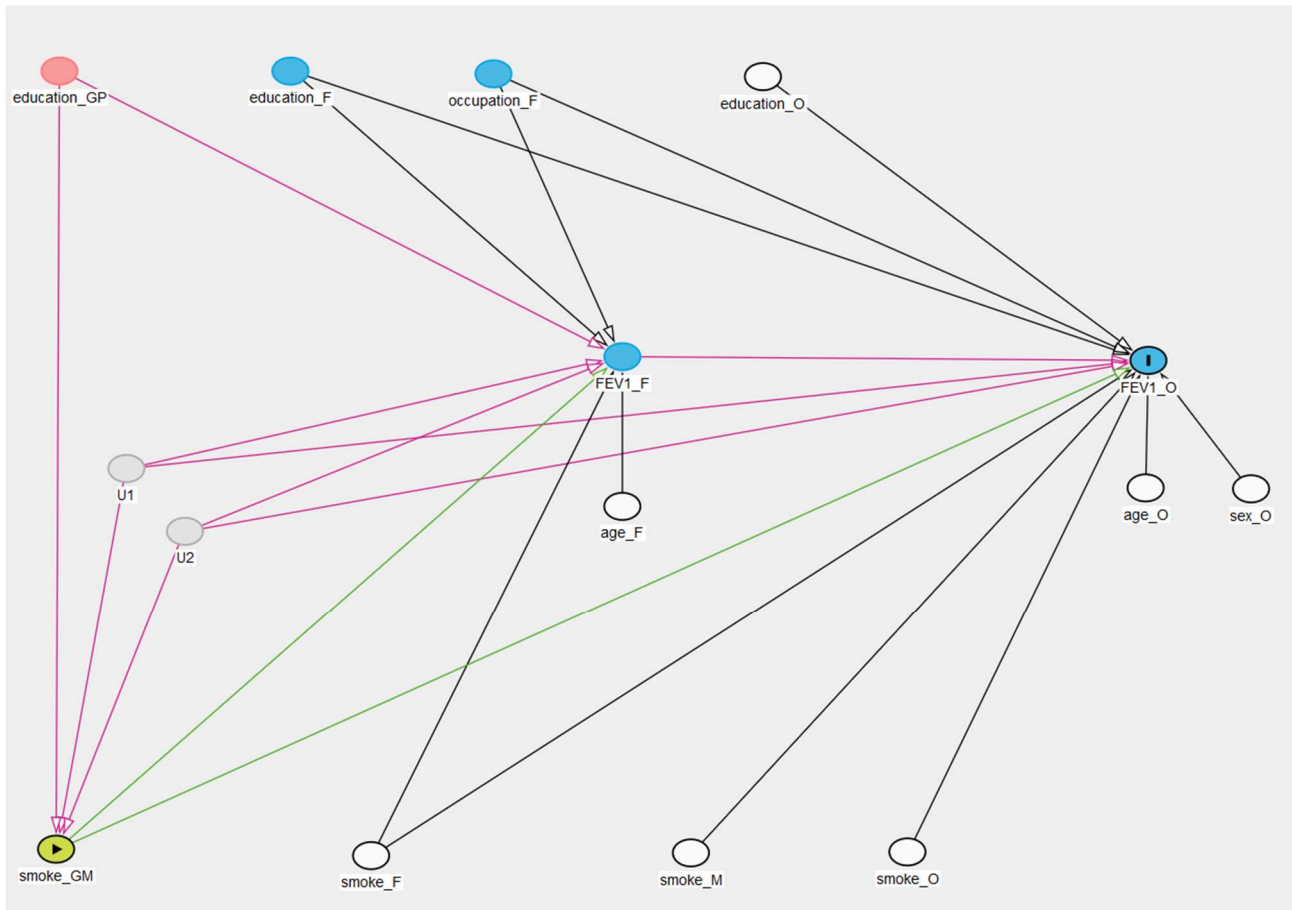 education_GP
education_F
occupation_F
education_O
FEV1_F
FEV1_O
U1
U2
age_F
age_O
sex_O
smoke_GM
smoke_F
smoke_M
smoke_O